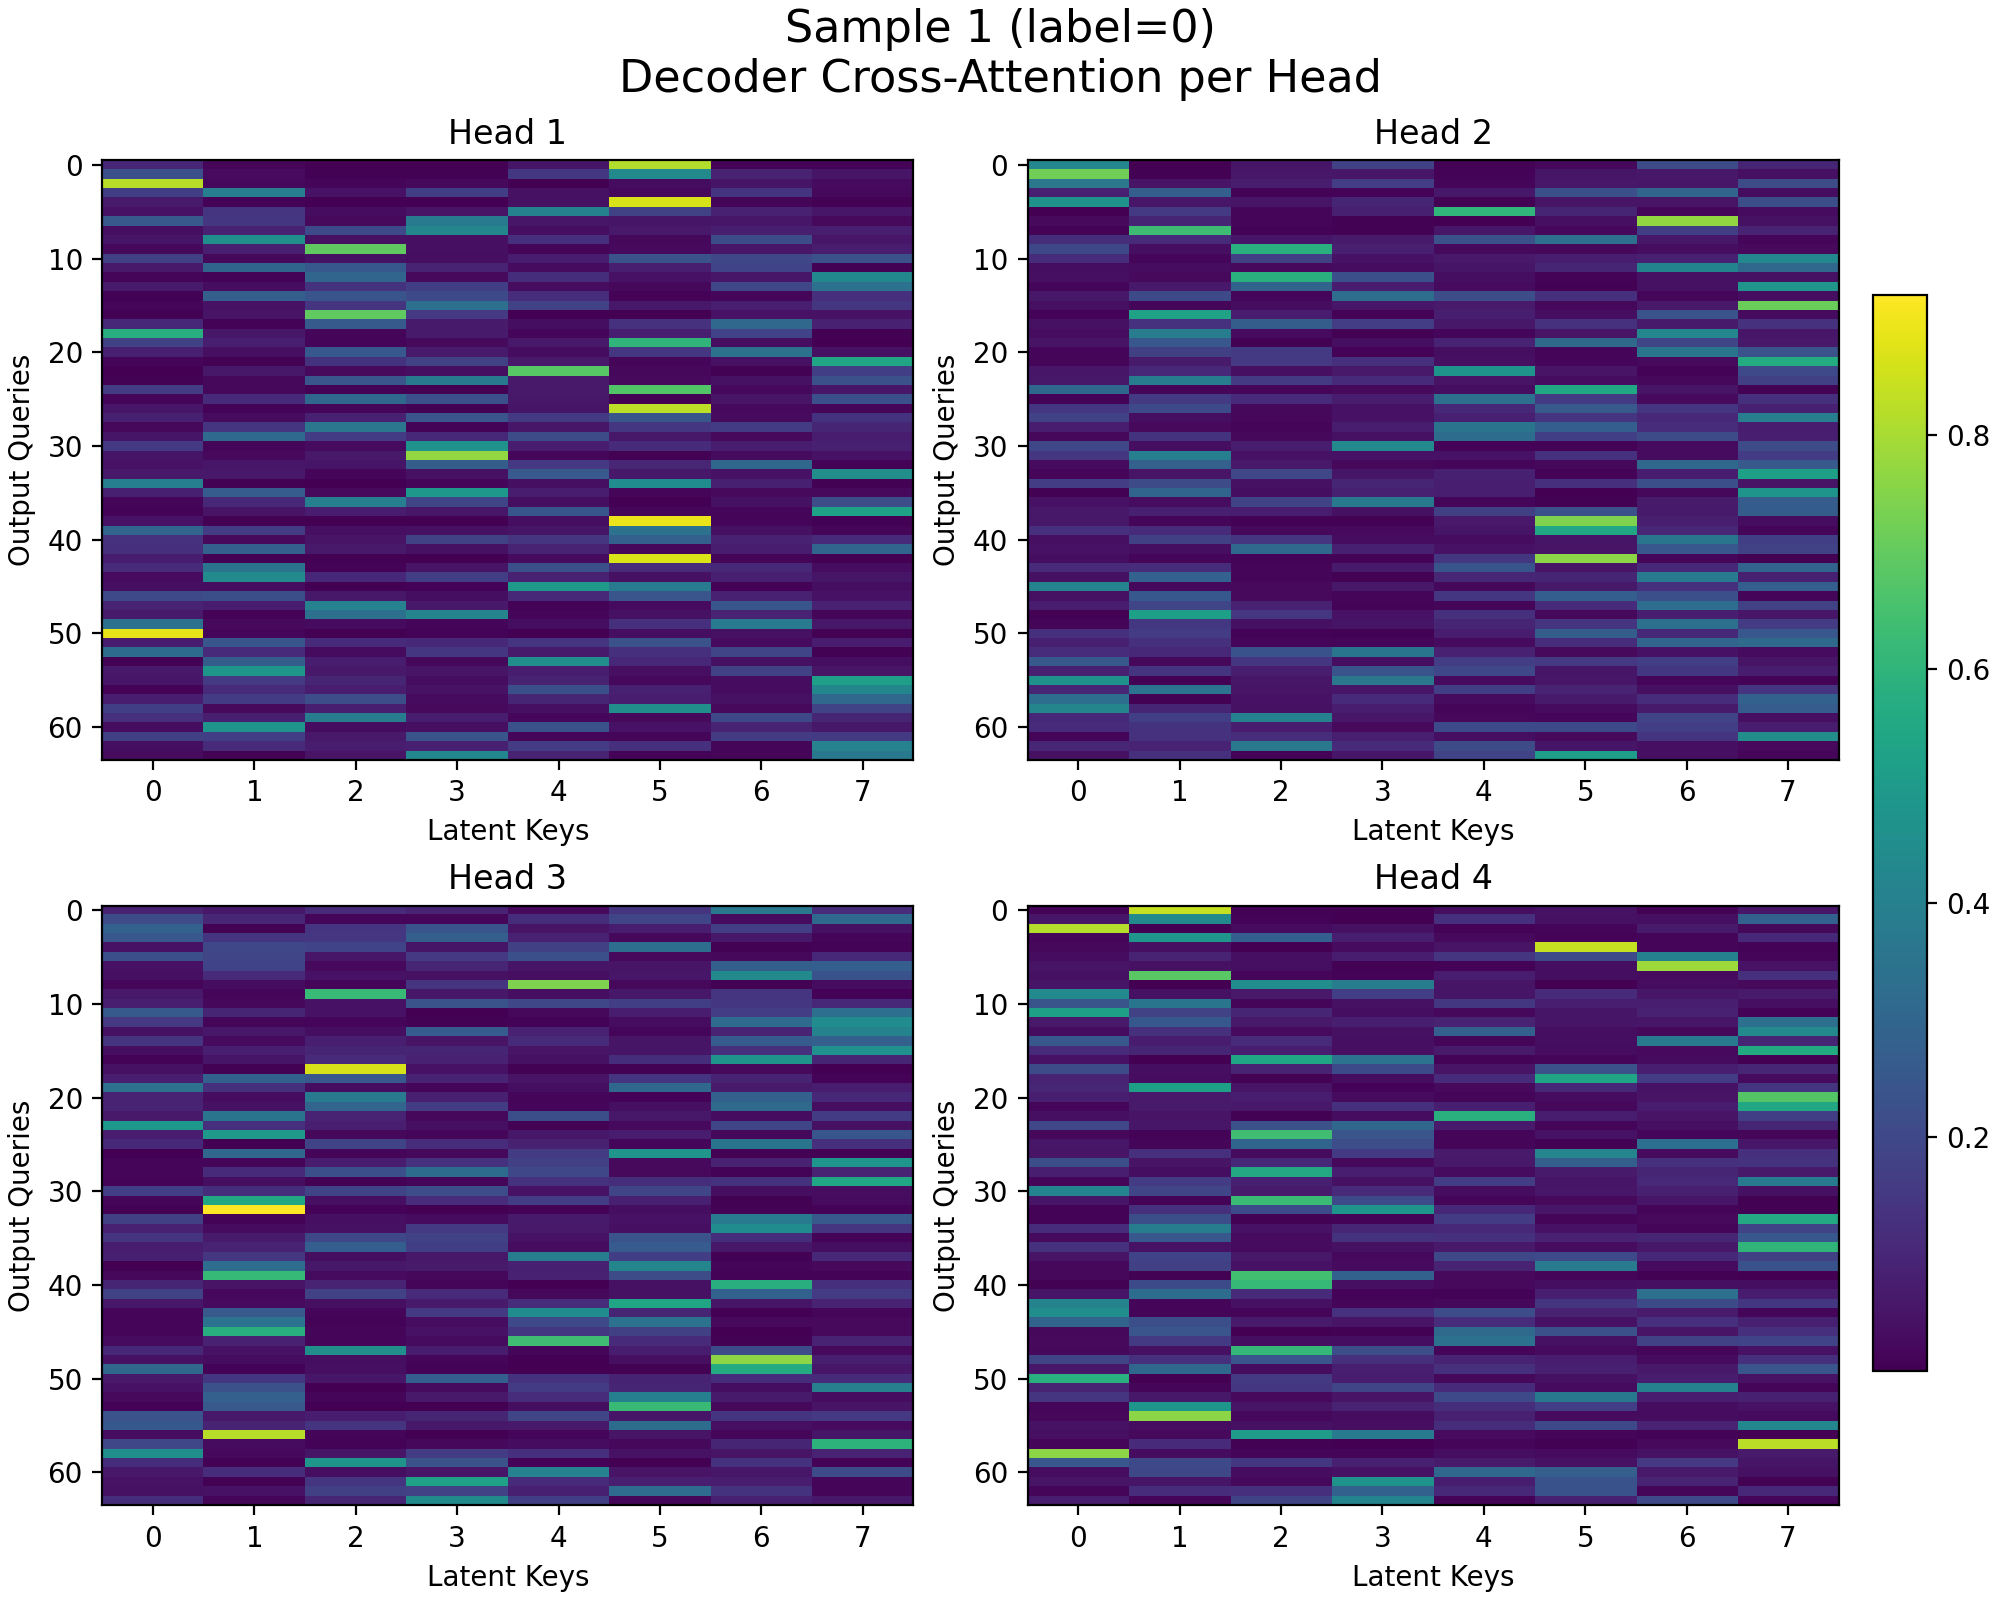 Sample 1 (label=0)
Decoder Cross-Attention per Head
Head 1
0
10
20
30
40
50
60
Output Queries
0 1 2 3 4 5 6 7
Latent Keys
Head 2
0
10
20
30
40
50
60
Output Queries
0 1 2 3 4 5 6 7
Latent Keys
Head 3
0
10
20
30
40
50
60
Output Queries
0 1 2 3 4 5 6 7
Latent Keys
Head 4
0
10
20
30
40
50
60
Output Queries
0 1 2 3 4 5 6 7
Latent Keys
0.8
0.6
0.4
0.2